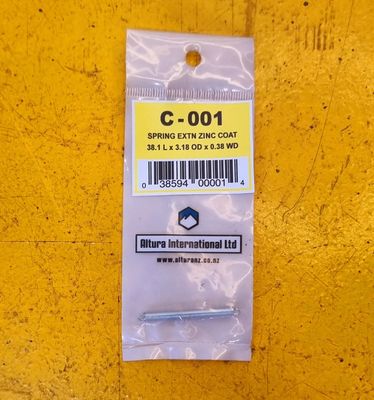 C-001
SPRING EXTN ZINC COAT
38.1 L x 3.18 OD x 0.38 WD
0 38594 00001 4
Altura International Ltd
www.alturanz.co.nz